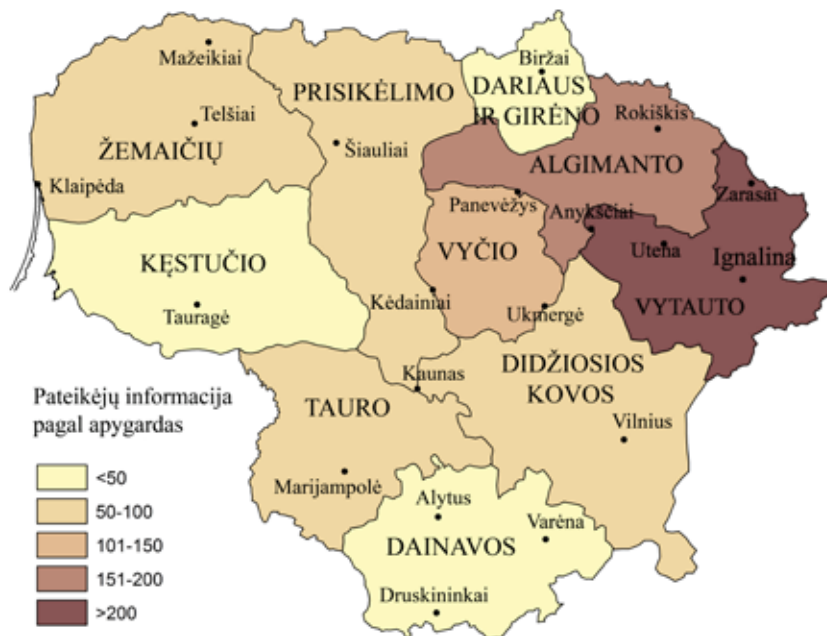 Mažeikiai
Biržai
PRISIKĖLIMO
DARIAUS
IR GIRĖNO
Telšiai
Rokiškis
ŽEMAIČIŲ
Šiauliai
ALGIMANTO
Klaipėda
Zarasai
Panevėžys
Anykščiai
VYČIO
Utena
Ignalina
KĘSTUČIO
Tauragė
Kėdainiai
Ukmergė
VYTAUTO
Kaunas
DIDŽIOSIOS
KOVOS
Pateikėjų informacija
pagal apygardas
TAURO
Vilnius
<50
50-100
101-150
151-200
>200
Marijampolė
Alytus
Varėna
DAINAVOS
Druskininkai